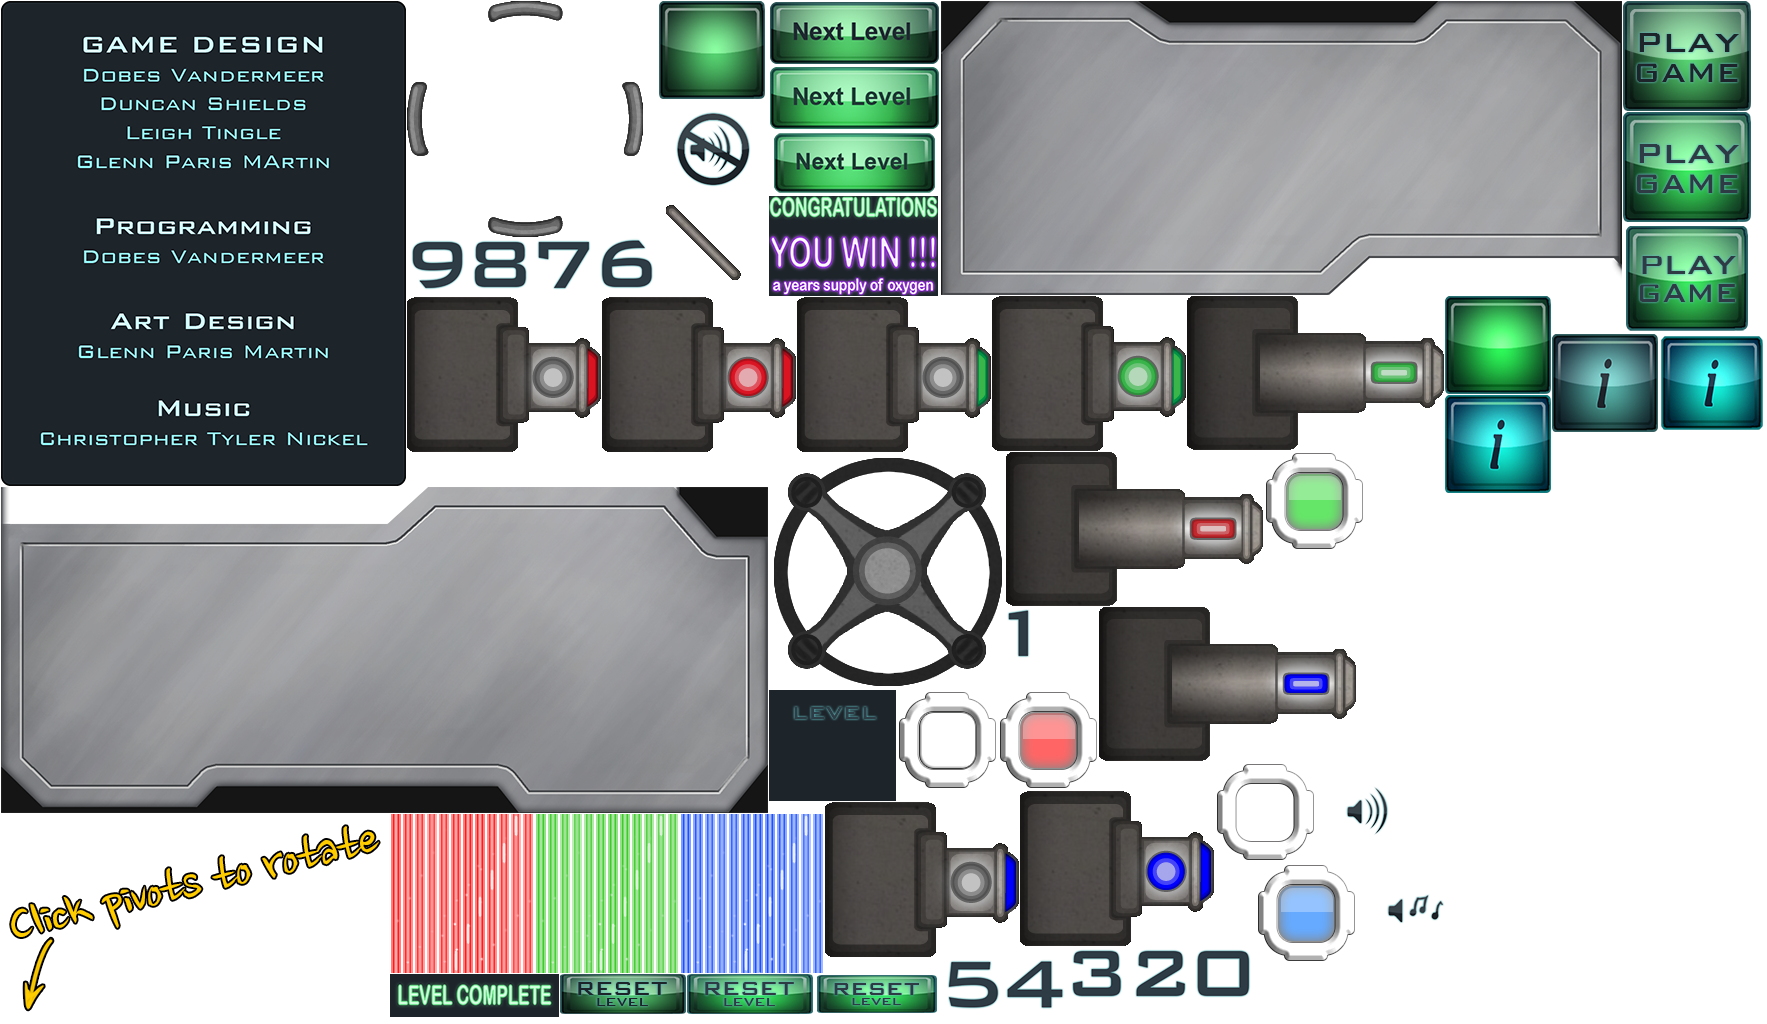 GAME DESIGN
DOBES VANDERMEER
DUNCAN SHIELDS
LEIGH TINGLE
GLENN PARIS MARTIN
PROGRAMMING
DOBES VANDERMEER
ART DESIGN
GLENN PARIS MARTIN
MUSIC
CHRISTOPHER TYLER NICKEL
9876
Next Level
Next Level
Next Level
CONGRATULATIONS
YOU WIN !!!
a years supply of oxygen
PLAY
GAME
PLAY
GAME
PLAY
GAME
i
i
i
1
LEVEL
Click pivots to rotate
LEVEL COMPLETE
RESET
LEVEL
RESET
LEVEL
RESET
LEVEL
54320